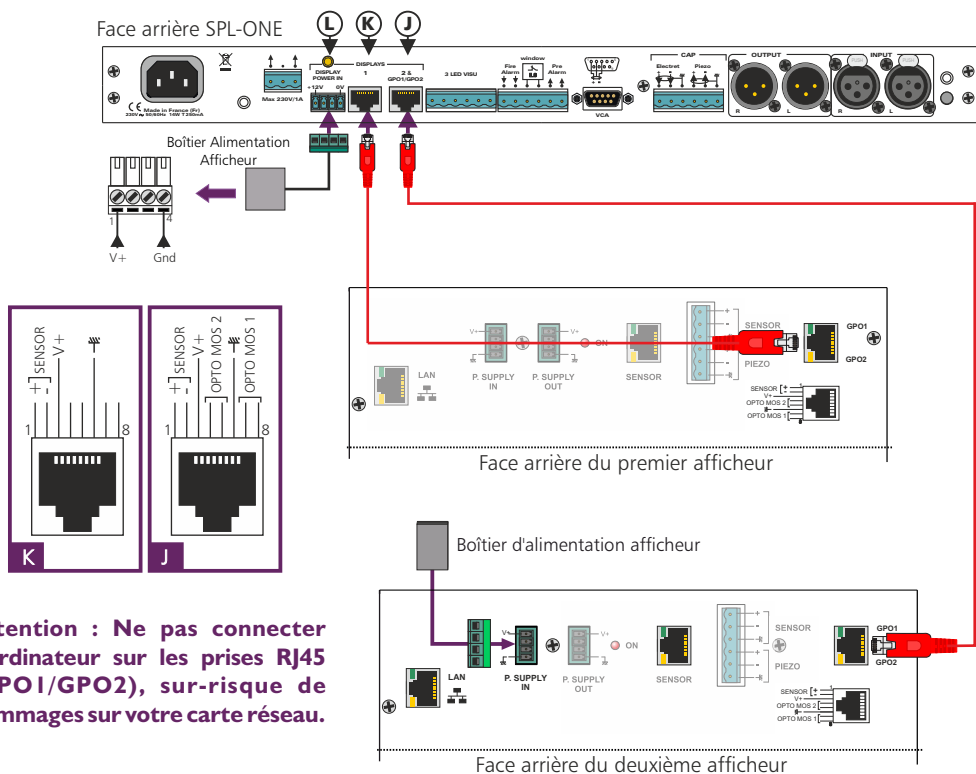 Face arrière SPL-ONE
L K J
DISPLAYS
DISPLAY POWER IN
1
2 & GPO1/GPO2
+12V 0V
Max 230V/1A
Made in France (Fr)
230V 50/60Hz 14W T 250mA
3 LED VISU
Fire Alarm
window
Pre Alarm
VCA
CAP
Electret Piezo
OUTPUT
R L
INPUT
PUSH PUSH
R L
Boîtier Alimentation
Afficheur
1 4
V+ Gnd
+ SENSOR
-
V+
1 8
K
+ SENSOR
-
V+
OPTO MOS 2
OPTO MOS 1
1 8
J
LAN
V+
P. SUPPLY
IN
V+
P. SUPPLY
OUT
ON
SENSOR
+
-
SENSOR
+
-
PIEZO
GPO1
GPO2
SENSOR [+
-
V+
OPTO MOS 2 [
OPTO MOS 1 [
Face arrière du premier afficheur
Boîtier d'alimentation afficheur
tention : Ne pas connecter
rdinateur sur les prises RJ45
PO1/GPO2), sur-risque de
mmages sur votre carte réseau.
LAN
V+
P. SUPPLY
IN
V+
P. SUPPLY
OUT
ON
SENSOR
+
-
SENSOR
+
-
PIEZO
GPO1
GPO2
SENSOR [+
-
V+
OPTO MOS 2 [
OPTO MOS 1 [
Face arrière du deuxième afficheur